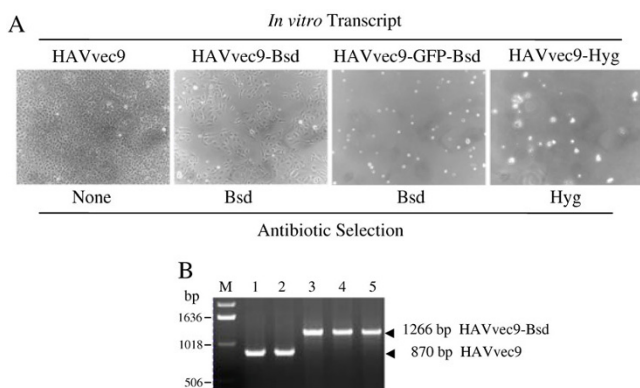 A
In vitro Transcript
HAVvec9 HAVvec9-Bsd HAVvec9-GFP-Bsd HAVvec9-Hyg
None Bsd Bsd Hyg
Antibiotic Selection
B
M 1 2 3 4 5
bp
1636
1018
506
1266 bp HAVvec9-Bsd
870 bp HAVvec9